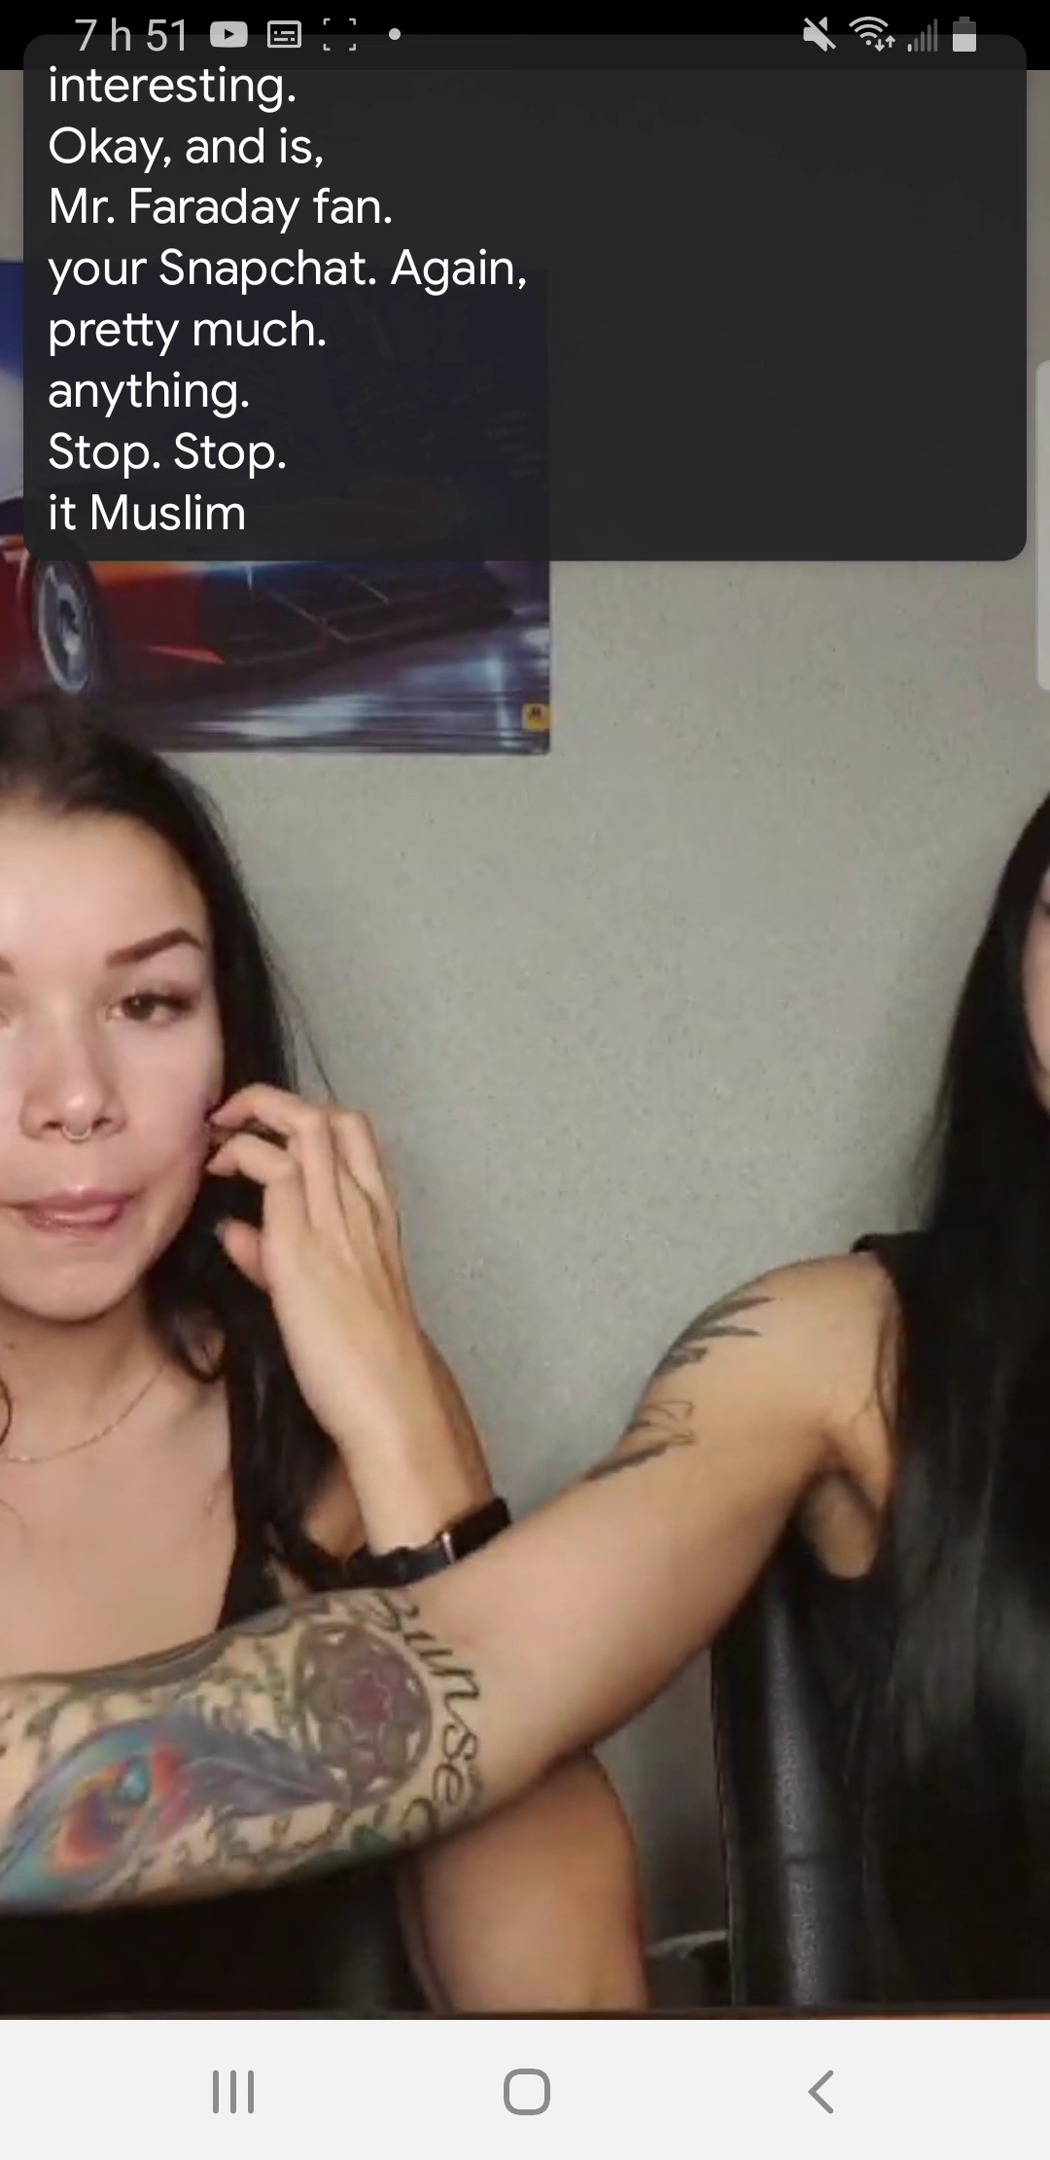 7 h 51
interesting.
Okay, and is,
Mr. Faraday fan.
your Snapchat. Again,
pretty much.
anything.
Stop. Stop.
it Muslim